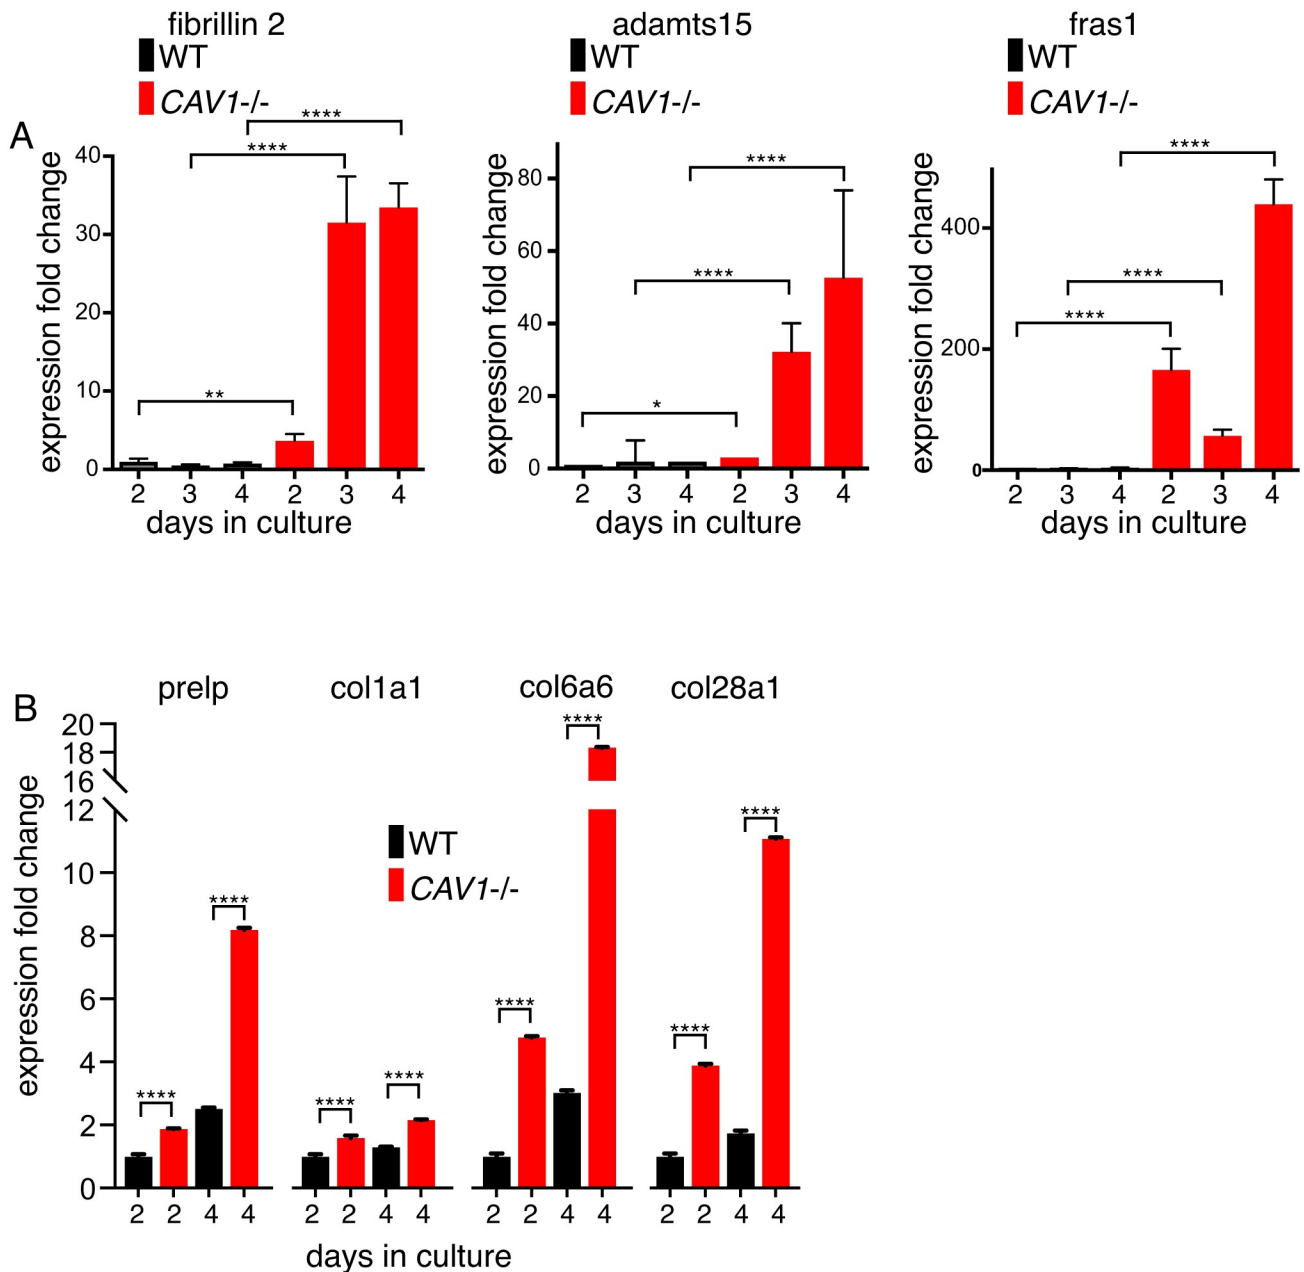 fibrillin 2
WT
CAV1-/-
adamts15
WT
CAV1-/-
fras1
WT
CAV1-/-
A
expression fold change
40
30
20
10
0
**
****
****
2 3 4 2 3 4
days in culture
expression fold change
80
60
40
20
0
*
****
****
2 3 4 2 3 4
days in culture
expression fold change
400
200
0
****
****
****
2 3 4 2 3 4
days in culture
B
prelp col1a1 col6a6 col28a1
expression fold change
20
18
16
12
10
8
6
4
2
0
WT
CAV1-/-
**** ****
**** ****
**** ****
**** ****
2 2 4 4 2 2 4 4 2 2 4 4 2 2 4 4
days in culture